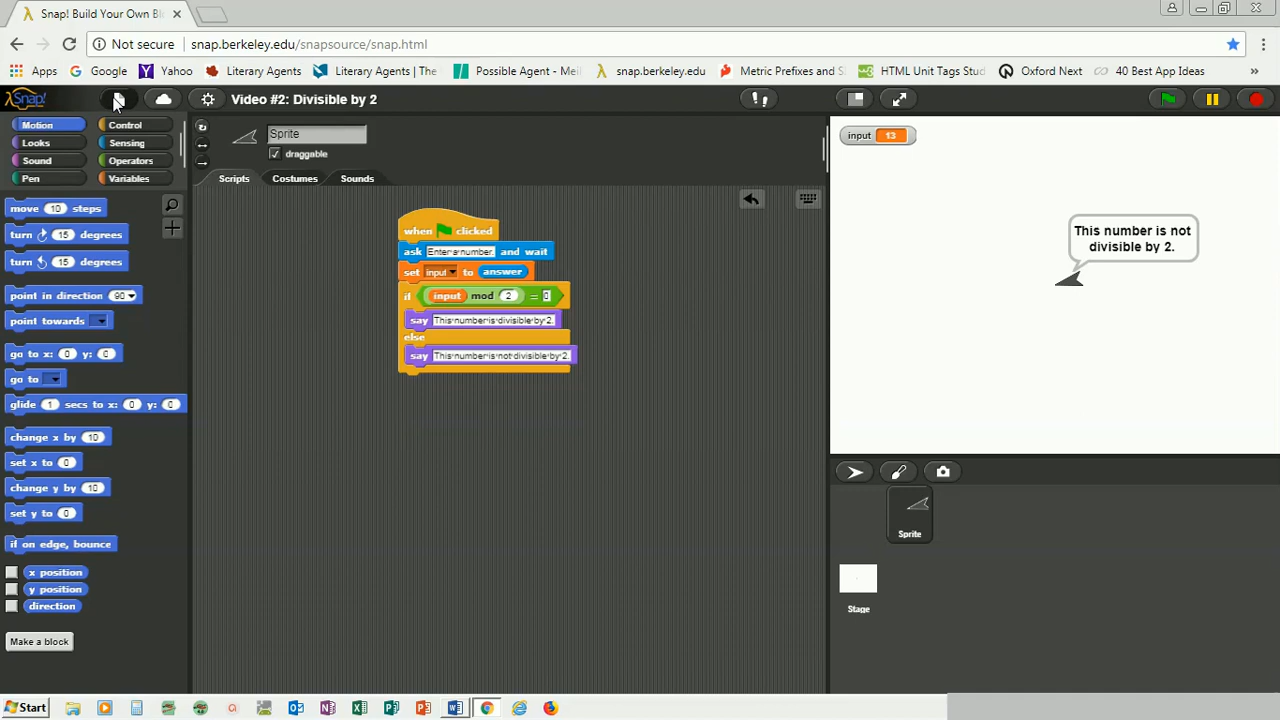 Snap! Build Your Own Bl
Not secure snap.berkeley.edu/snapsource/snap.html
Apps Google Yahoo Literary Agents Literary Agents | The Possible Agent - Mei snap.berkeley.edu Metric Prefixes and S HTML Unit Tags Stud Oxford Next 40 Best App Ideas
Snap! Video #2: Divisible by 2
Motion Control
Looks Sensing
Sound Operators
Pen Variables
Sprite
draggable
Scripts Costumes Sounds
move 10 steps
turn 15 degrees
turn 15 degrees
point in direction 90
point towards
go to x: 0 y: 0
go to
glide 1 secs to x: 0 y: 0
change x by 10
set x to 0
change y by 10
set y to 0
if on edge, bounce
x position
y position
direction
Make a block
when clicked
ask Enter a number. and wait
set input to answer
if input mod 2 = 0
say This number is divisible by 2.
else
say This number is not divisible by 2.
input 13
This number is not
divisible by 2.
Sprite
Stage
Start